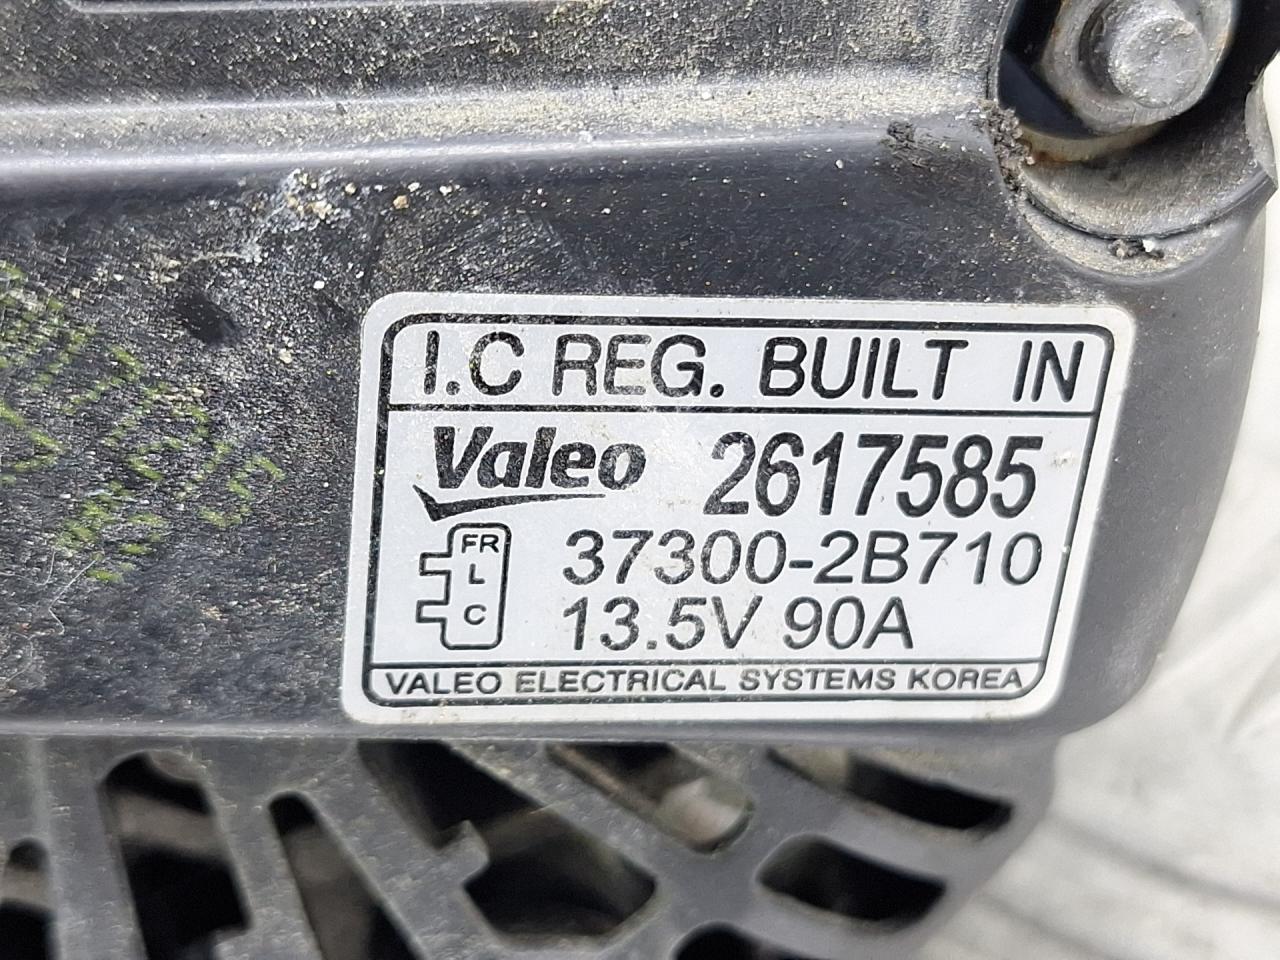 I.C REG. BUILT IN
Valeo 2617585
FR
L
C
37300-2B710
13.5V 90A
VALEO ELECTRICAL SYSTEMS KOREA